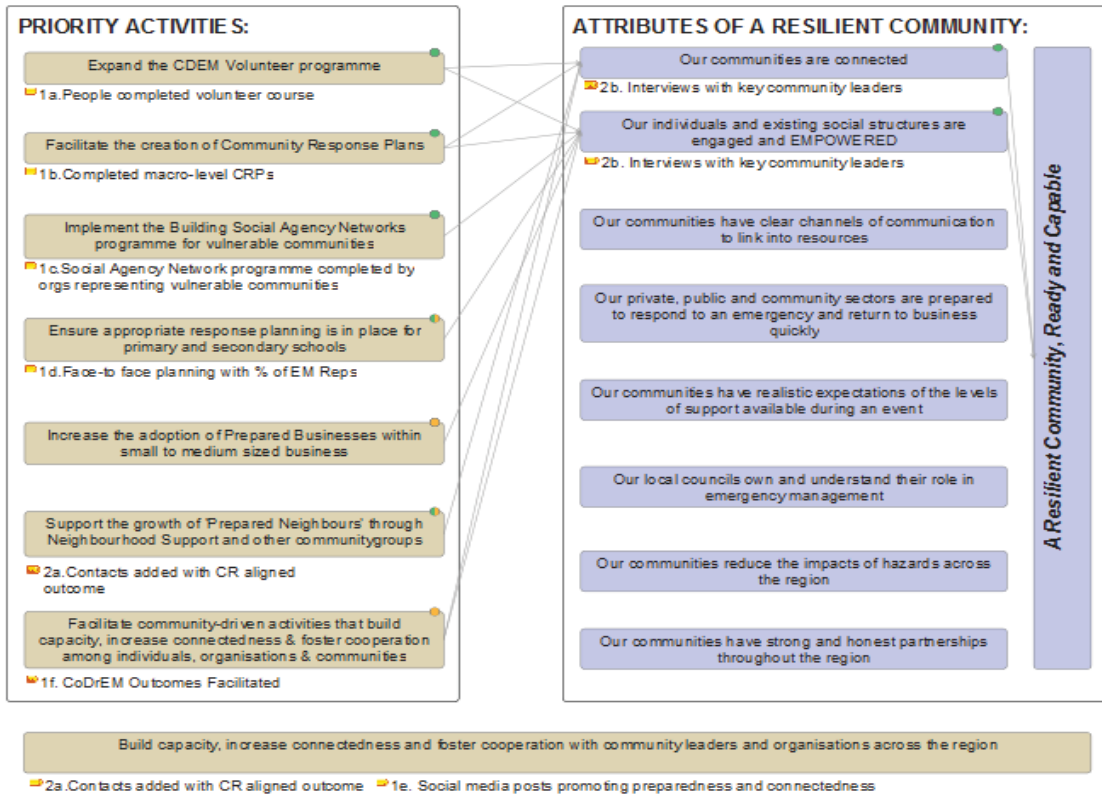 PRIORITY ACTIVITIES:
Expand the CDEM Volunteer programme
1a.People completed volunteer course
Facilitate the creation of Community Response Plans
1b.Completed macro-level CRPs
Implement the Building Social Agency Networks
programme for vulnerable communities
1c.Social Agency Network programme completed by
orgs representing vulnerable communities
Ensure appropriate response planning is in place for
primary and secondary schools
1d.Face-to face planning with % of EM Reps
Increase the adoption of Prepared Businesses within
small to medium sized business
Support the growth of 'Prepared Neighbours' through
Neighbourhood Support and other communitygroups
2a.Contacts added with CR aligned
outcome
Facilitate community-driven activities that build
capacity, increase connectedness & foster cooperation
among individuals, organisations & communities
1f. CoDrEM Outcomes Facilitated
ATTRIBUTES OF A RESILIENT COMMUNITY:
Our communities are connected
2b. Interviews with key community leaders
Our individuals and existing social structures are
engaged and EMPOWERED
2b. Interviews with key community leaders
Our communities have clear channels of communication
to link into resources
Our private, public and community sectors are prepared
to respond to an emergency and return to business
quickly
Our communities have realistic expectations of the levels
of support available during an event
Our local councils own and understand their role in
emergency management
Our communities reduce the impacts of hazards across
the region
Our communities have strong and honest partnerships
throughout the region
A Resilient Community, Ready and Capable
Build capacity, increase connectedness and foster cooperation with community leaders and organisations across the region
2a.Contacts added with CR aligned outcome
1e. Social media posts promoting preparedness and connectedness